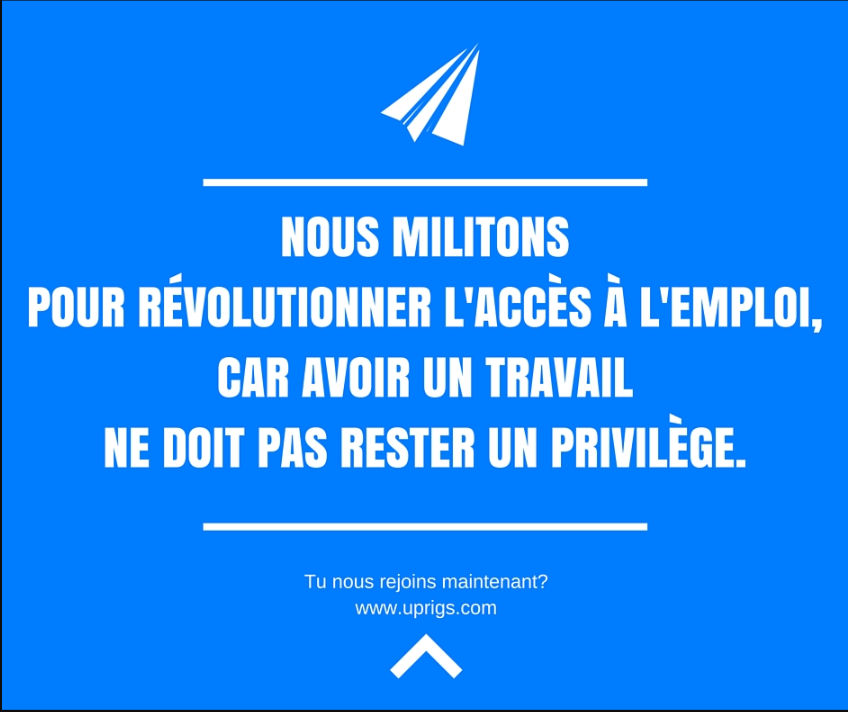 NOUS MILITONS
POUR RÉVOLUTIONNER L'ACCÈS À L'EMPLOI,
CAR AVOIR UN TRAVAIL
NE DOIT PAS RESTER UN PRIVILÈGE.
Tu nous rejoins maintenant?
www.uprigs.com